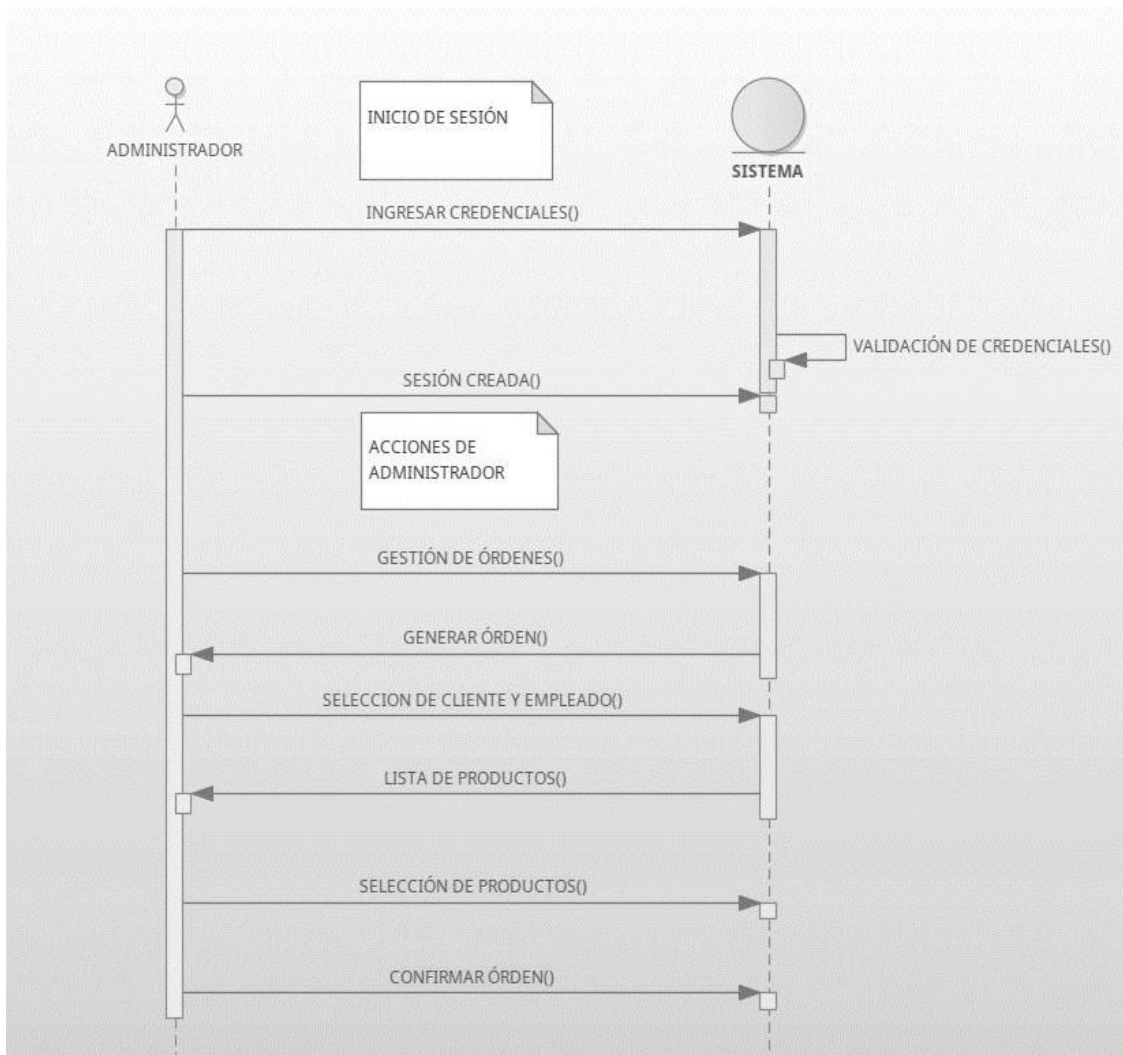 INICIO DE SESIÓN
ADMINISTRADOR
SISTEMA
INGRESAR CREDENCIALES()
VALIDACIÓN DE CREDENCIALES()
SESIÓN CREADA()
ACCIONES DE
ADMINISTRADOR
GESTIÓN DE ÓRDENES()
GENERAR ÓRDEN()
SELECCION DE CLIENTE Y EMPLEADO()
LISTA DE PRODUCTOS()
SELECCIÓN DE PRODUCTOS()
CONFIRMAR ÓRDEN()